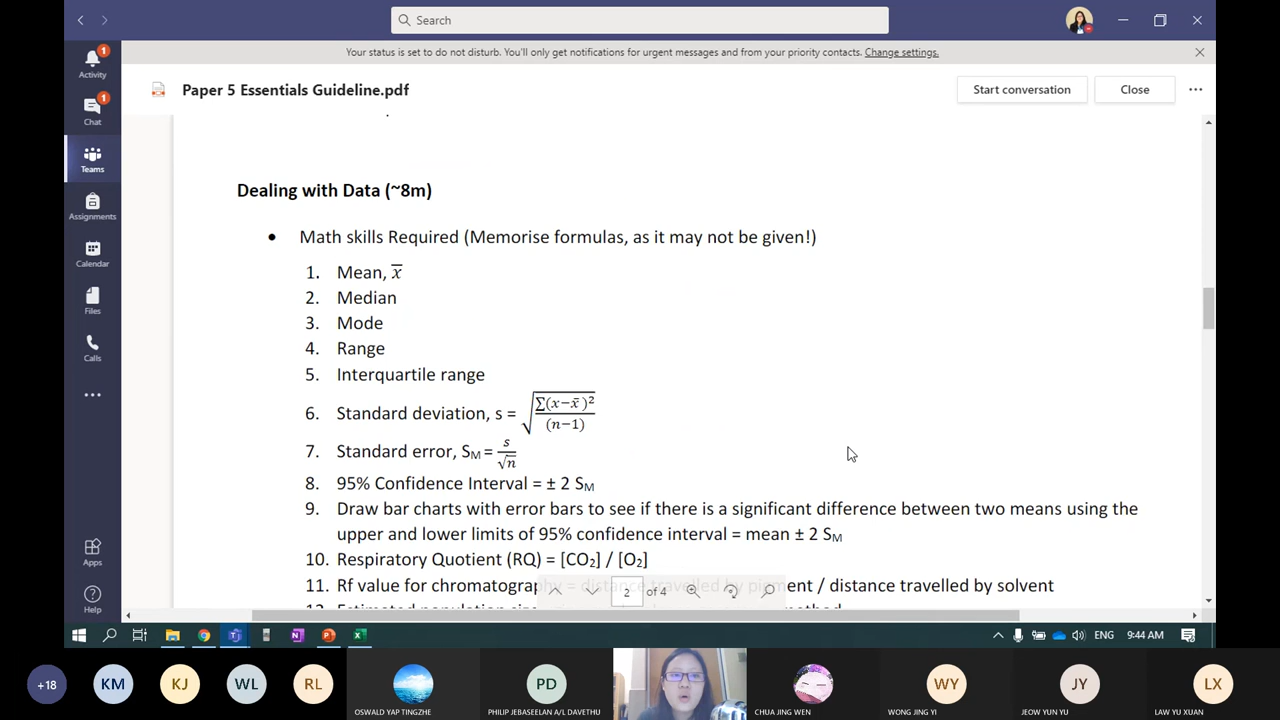 Search
Your status is set to do not disturb. You'll only get notifications for urgent messages and from your priority contacts. Change settings.
1
Activity
Paper 5 Essentials Guideline.pdf
Start conversation
Close
1
Chat
Teams
Assignments
Calendar
Files
Calls
Apps
Help
Dealing with Data (~8m)
• Math skills Required (Memorise formulas, as it may not be given!)
1. Mean, x̅
2. Median
3. Mode
4. Range
5. Interquartile range
6. Standard deviation, s = √(∑(x−x̅)² / (n−1))
7. Standard error, S_M = s/√n
8. 95% Confidence Interval = ± 2 S_M
9. Draw bar charts with error bars to see if there is a significant difference between two means using the
upper and lower limits of 95% confidence interval = mean ± 2 S_M
10. Respiratory Quotient (RQ) = [CO₂] / [O₂]
11. Rf value for chromatography = distance travelled by pigment / distance travelled by solvent
2 of 4
ENG
9:44 AM
+18
KM
KJ
WL
RL
OSWALD YAP TINGZHE
PD
PHILIP JEBASEELAN A/L DAVETHU
CHUA JING WEN
WY
WONG JING YI
JY
JEOW YUN YU
LX
LAW YU XUAN